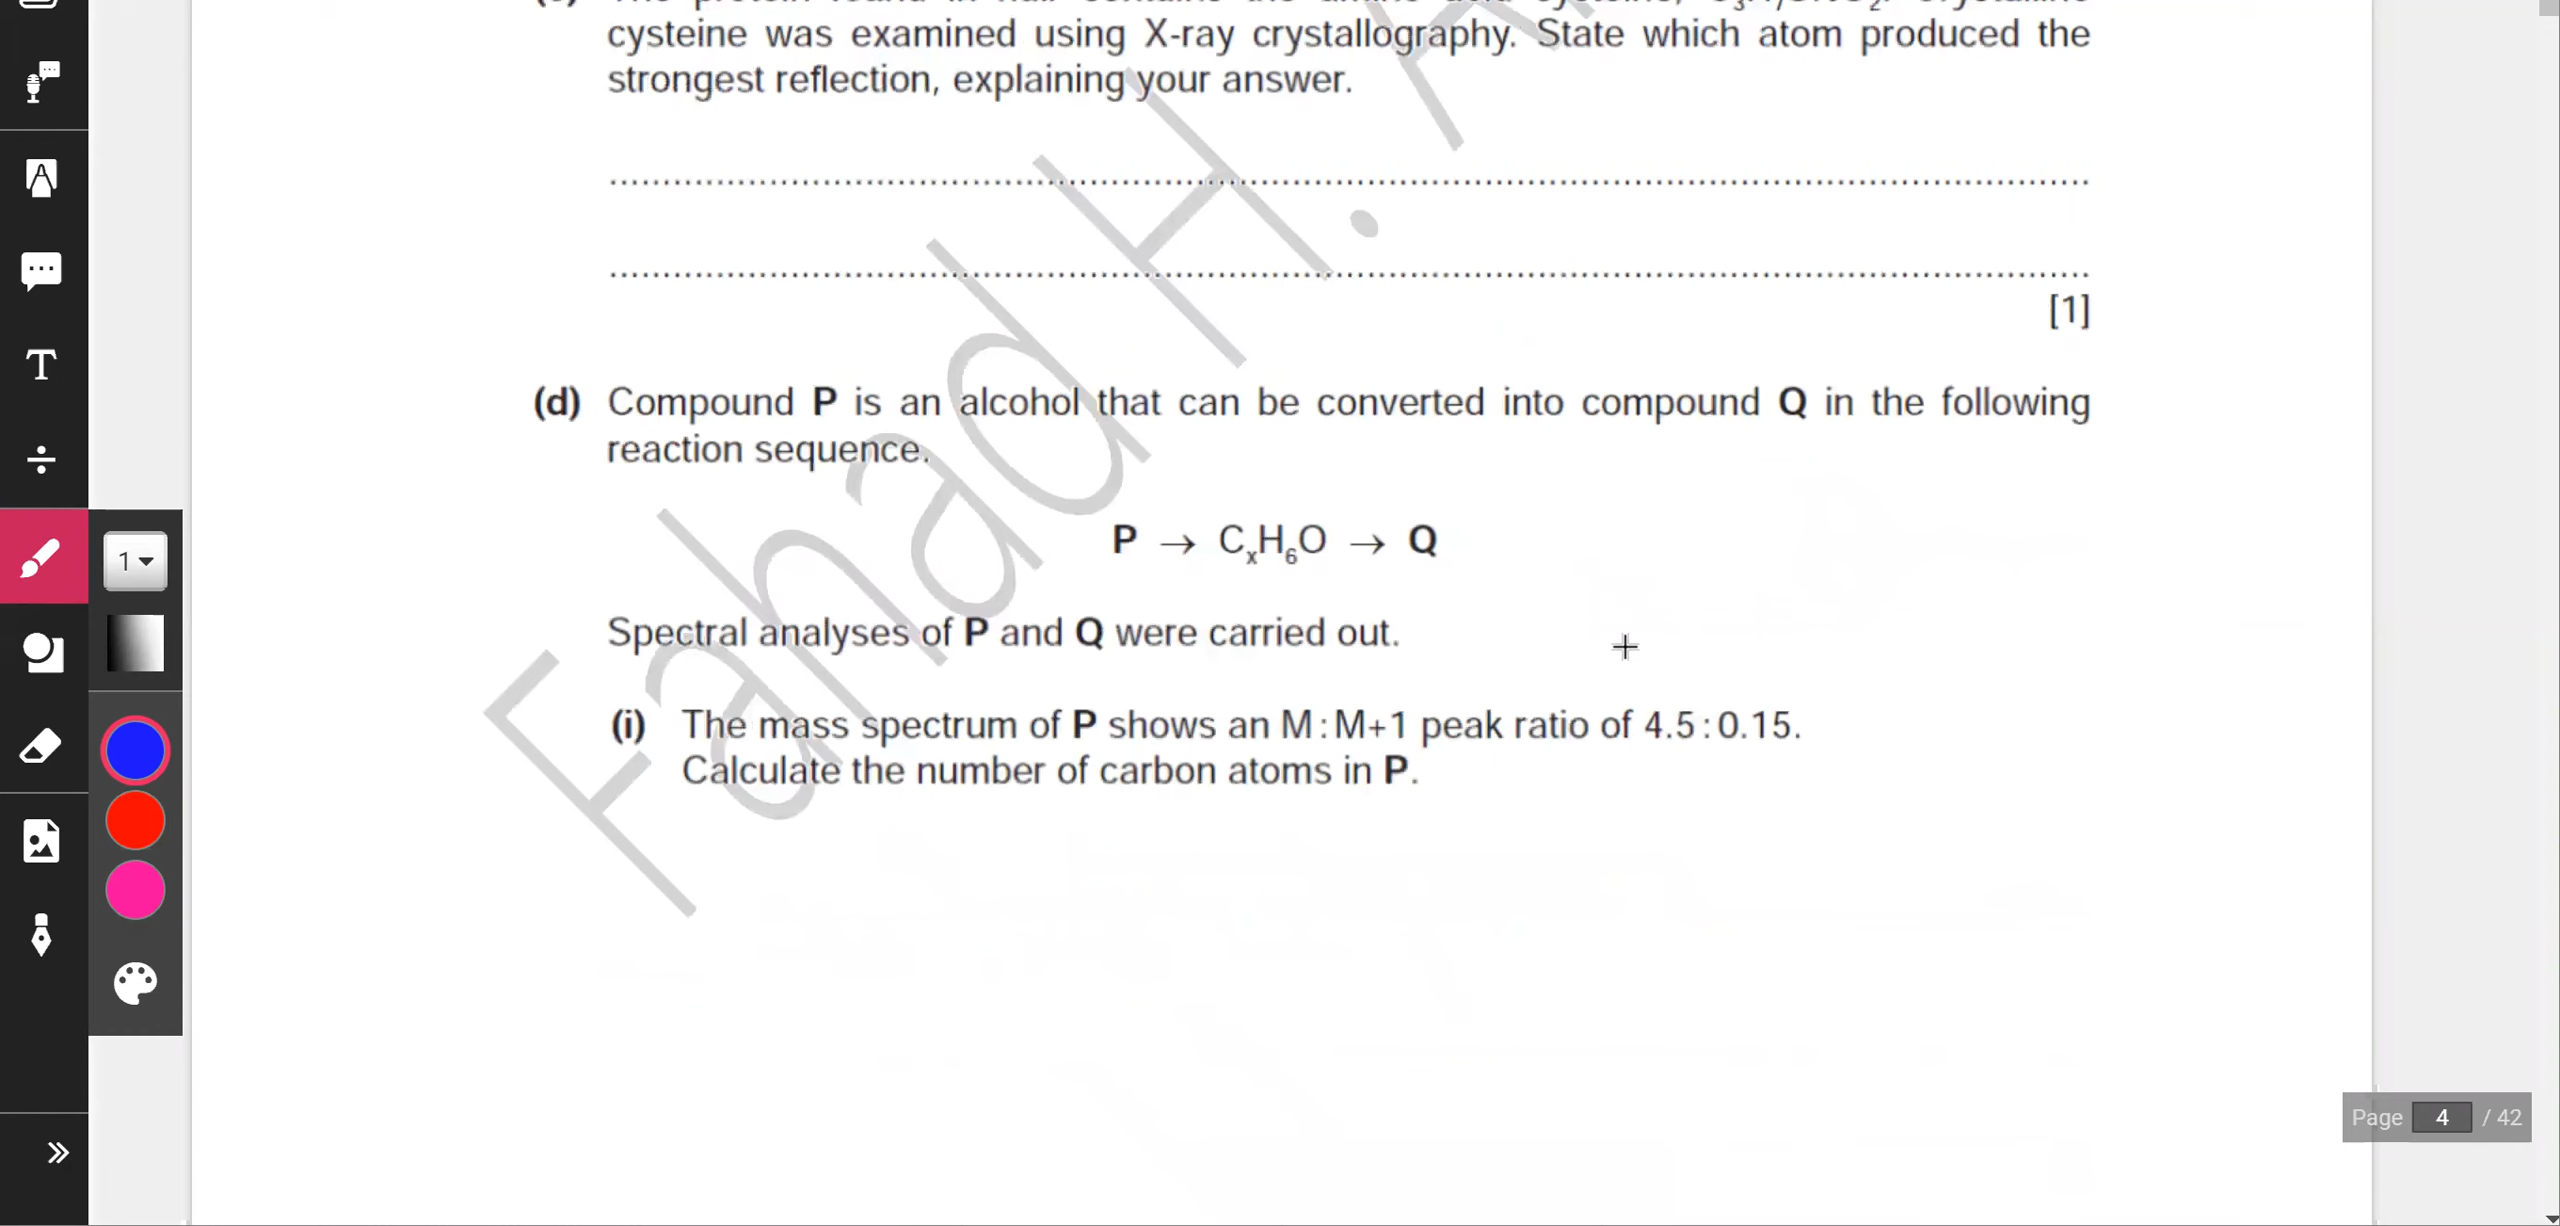 cysteine was examined using X-ray crystallography. State which atom produced the
strongest reflection, explaining your answer.
[1]
(d) Compound P is an alcohol that can be converted into compound Q in the following
reaction sequence.
P → CₓH₆O → Q
Spectral analyses of P and Q were carried out.
(i) The mass spectrum of P shows an M : M+1 peak ratio of 4.5 : 0.15.
Calculate the number of carbon atoms in P.
Fahad H. A
T
1
Page 4 / 42